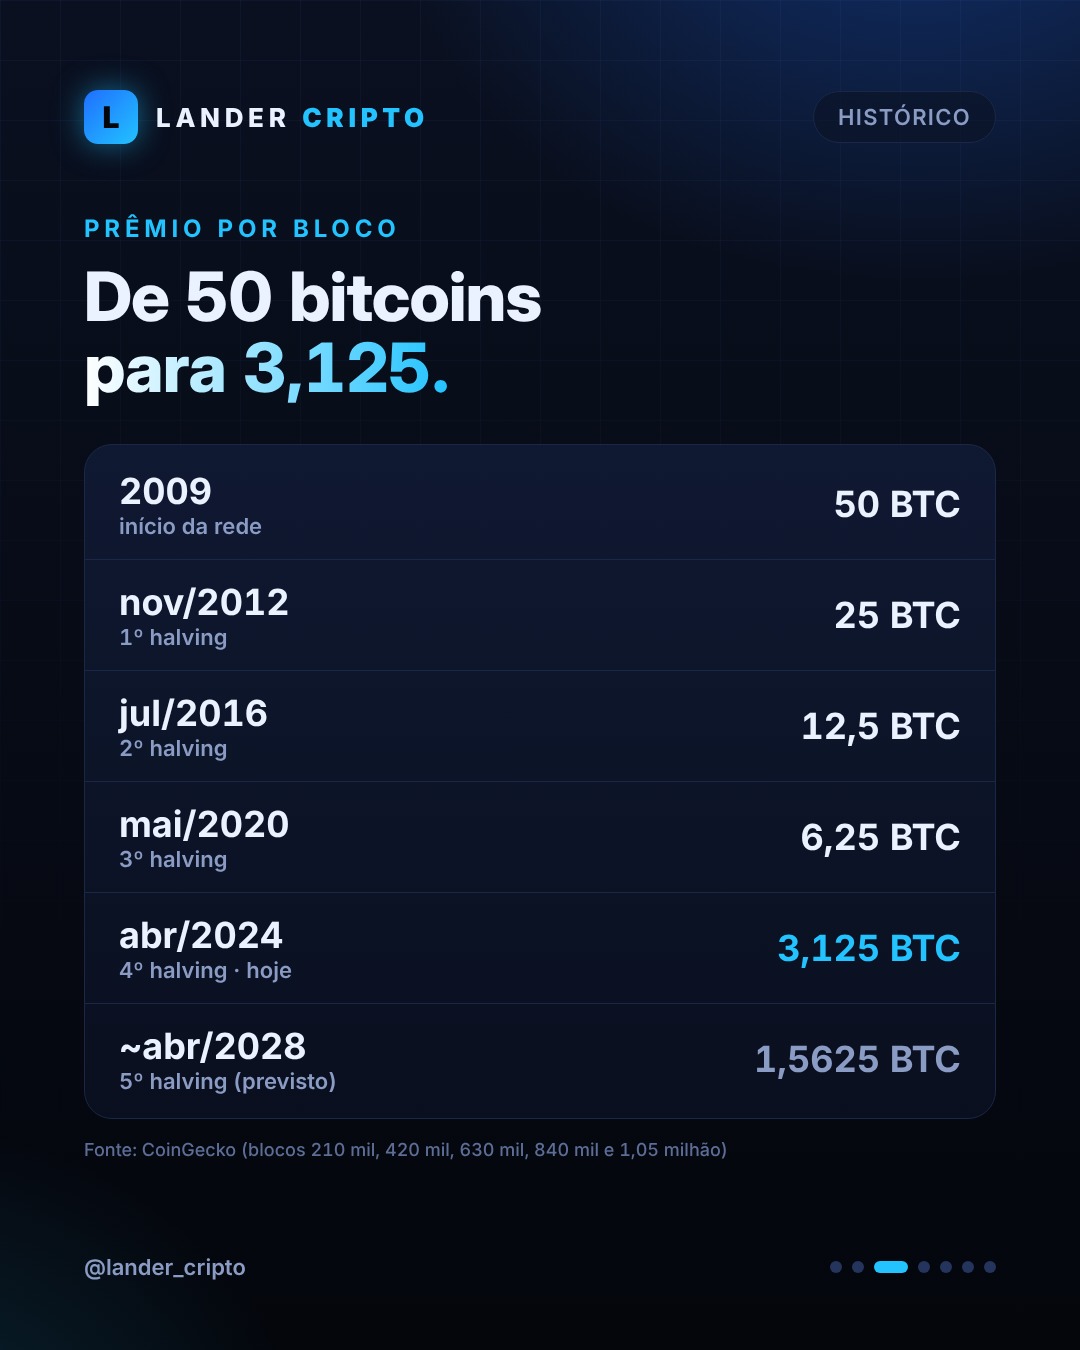 L LANDER CRIPTO
HISTÓRICO
PRÊMIO POR BLOCO
De 50 bitcoins
para 3,125.
2009
início da rede
50 BTC
nov/2012
1º halving
25 BTC
jul/2016
2º halving
12,5 BTC
mai/2020
3º halving
6,25 BTC
abr/2024
4º halving · hoje
3,125 BTC
~abr/2028
5º halving (previsto)
1,5625 BTC
Fonte: CoinGecko (blocos 210 mil, 420 mil, 630 mil, 840 mil e 1,05 milhão)
@lander_cripto